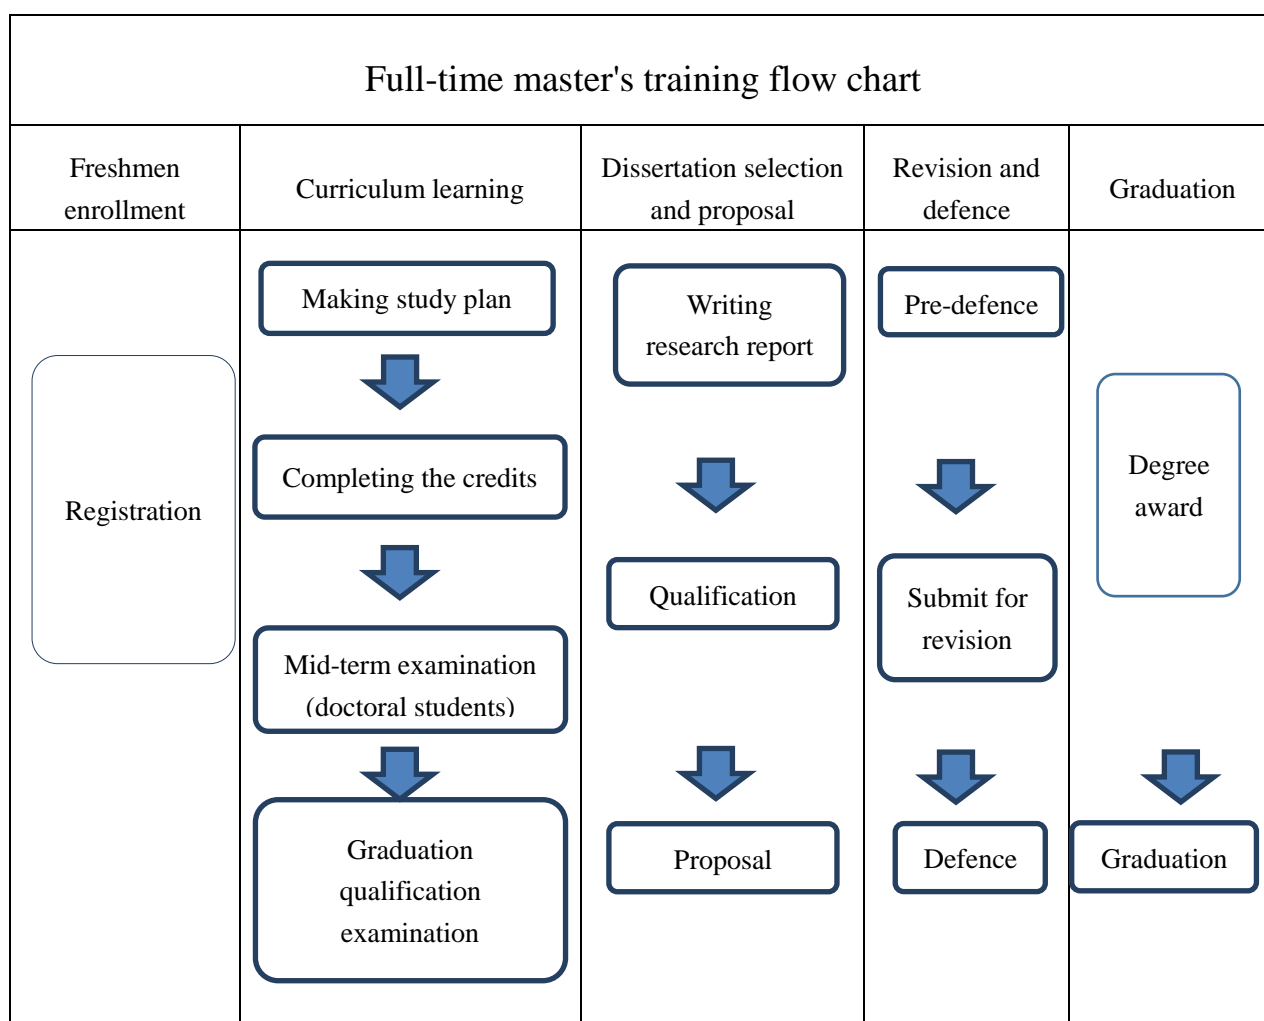 Full-time master's training flow chart
Freshmen
enrollment
Curriculum learning
Dissertation selection
and proposal
Revision and
defence
Graduation
Registration
Making study plan
Completing the credits
Mid-term examination
(doctoral students)
Graduation
qualification
examination
Writing
research report
Qualification
Proposal
Pre-defence
Submit for
revision
Defence
Degree
award
Graduation